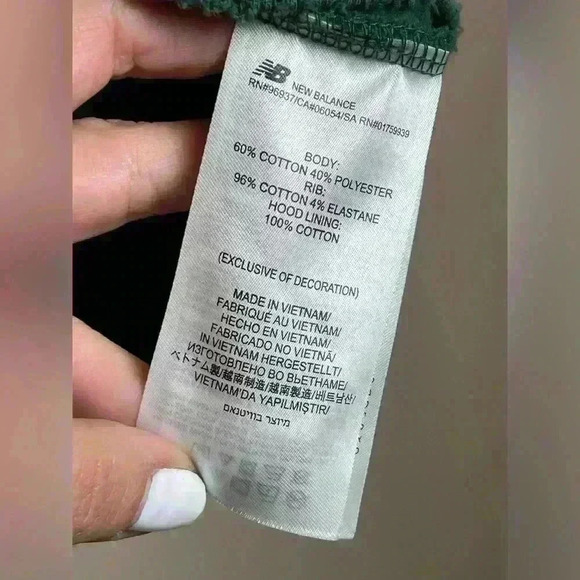 NB NEW BALANCE
RN#96937/CA#06054/SA RN#01759939
BODY:
60% COTTON 40% POLYESTER
RIB:
96% COTTON 4% ELASTANE
HOOD LINING:
100% COTTON
(EXCLUSIVE OF DECORATION)
MADE IN VIETNAM/
FABRIQUÉ AU VIETNAM/
HECHO EN VIETNAM/
FABRICADO NO VIETNÃ/
IN VIETNAM HERGESTELLT/
ИЗГОТОВЛЕНО ВО ВЬЕТНАМЕ/
ベトナム製/越南制造/越南製造/베트남산/
VIETNAM'DA YAPILMIŞTIR/
מיוצר בווייטנאם